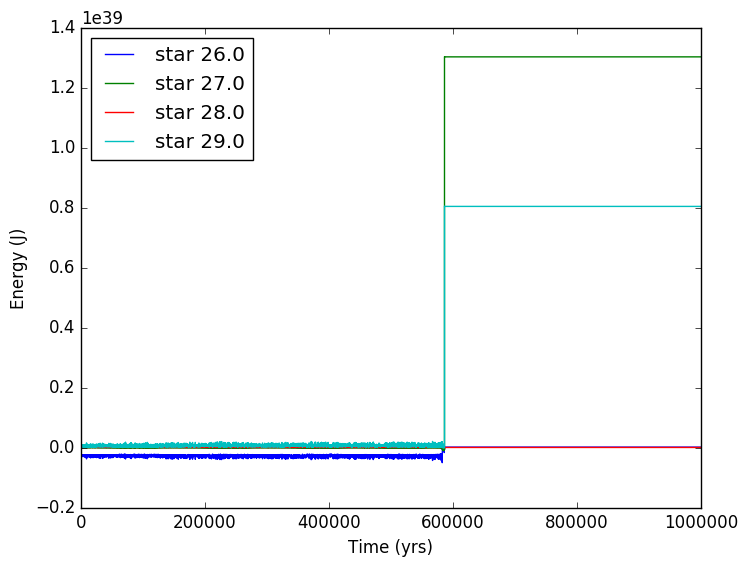 1e39
1.4
1.2
1.0
0.8
0.6
0.4
0.2
0.0
−0.2
Energy (J)
star 26.0
star 27.0
star 28.0
star 29.0
0 200000 400000 600000 800000 1000000
Time (yrs)